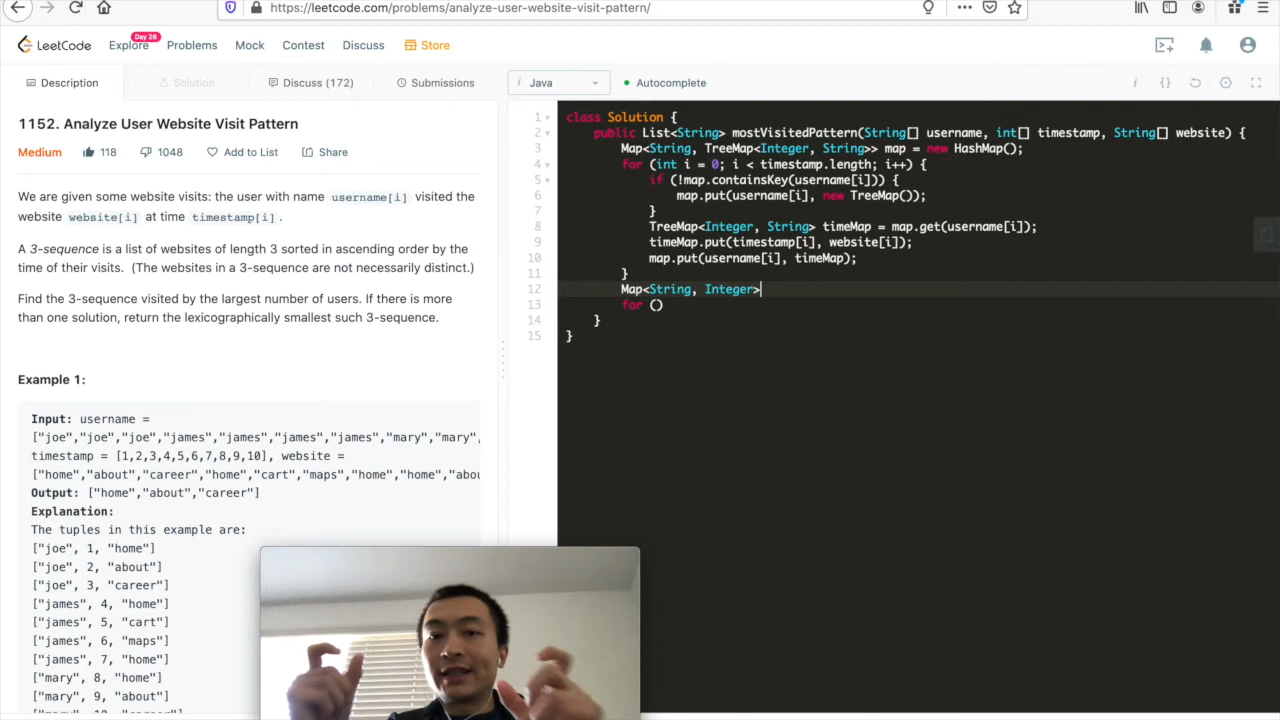 https://leetcode.com/problems/analyze-user-website-visit-pattern/
LeetCode
Explore
Day 26
Problems
Mock
Contest
Discuss
Store
Description
Solution
Discuss (172)
Submissions
i Java
Autocomplete
i {}
1152. Analyze User Website Visit Pattern
Medium
118
1048
Add to List
Share
We are given some website visits: the user with name username[i] visited the
website website[i] at time timestamp[i].
A 3-sequence is a list of websites of length 3 sorted in ascending order by the
time of their visits. (The websites in a 3-sequence are not necessarily distinct.)
Find the 3-sequence visited by the largest number of users. If there is more
than one solution, return the lexicographically smallest such 3-sequence.
Example 1:
Input: username =
["joe","joe","joe","james","james","james","james","mary","mary",
timestamp = [1,2,3,4,5,6,7,8,9,10], website =
["home","about","career","home","cart","maps","home","home","abou
Output: ["home","about","career"]
Explanation:
The tuples in this example are:
["joe", 1, "home"]
["joe", 2, "about"]
["joe", 3, "career"]
["james", 4, "home"]
["james", 5, "cart"]
["james", 6, "maps"]
["james", 7, "home"]
["mary", 8, "home"]
["mary", 9, "about"]
["mary", 10, "career"]
1 class Solution {
2 public List<String> mostVisitedPattern(String[] username, int[] timestamp, String[] website) {
3 Map<String, TreeMap<Integer, String>> map = new HashMap();
4 for (int i = 0; i < timestamp.length; i++) {
5 if (!map.containsKey(username[i])) {
6 map.put(username[i], new TreeMap());
7 }
8 TreeMap<Integer, String> timeMap = map.get(username[i]);
9 timeMap.put(timestamp[i], website[i]);
10 map.put(username[i], timeMap);
11 }
12 Map<String, Integer>
13 for ()
14 }
15 }